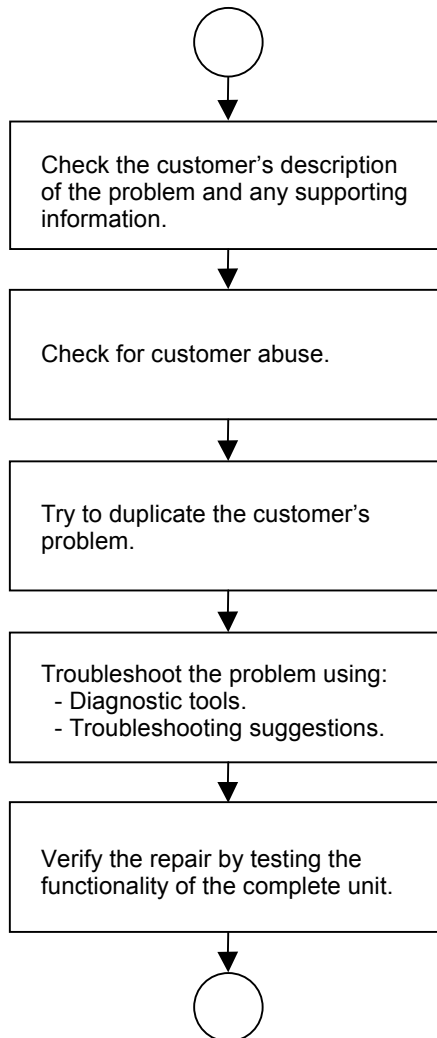 Check the customer’s description
of the problem and any supporting
information.
Check for customer abuse.
Try to duplicate the customer’s
problem.
Troubleshoot the problem using:
- Diagnostic tools.
- Troubleshooting suggestions.
Verify the repair by testing the
functionality of the complete unit.